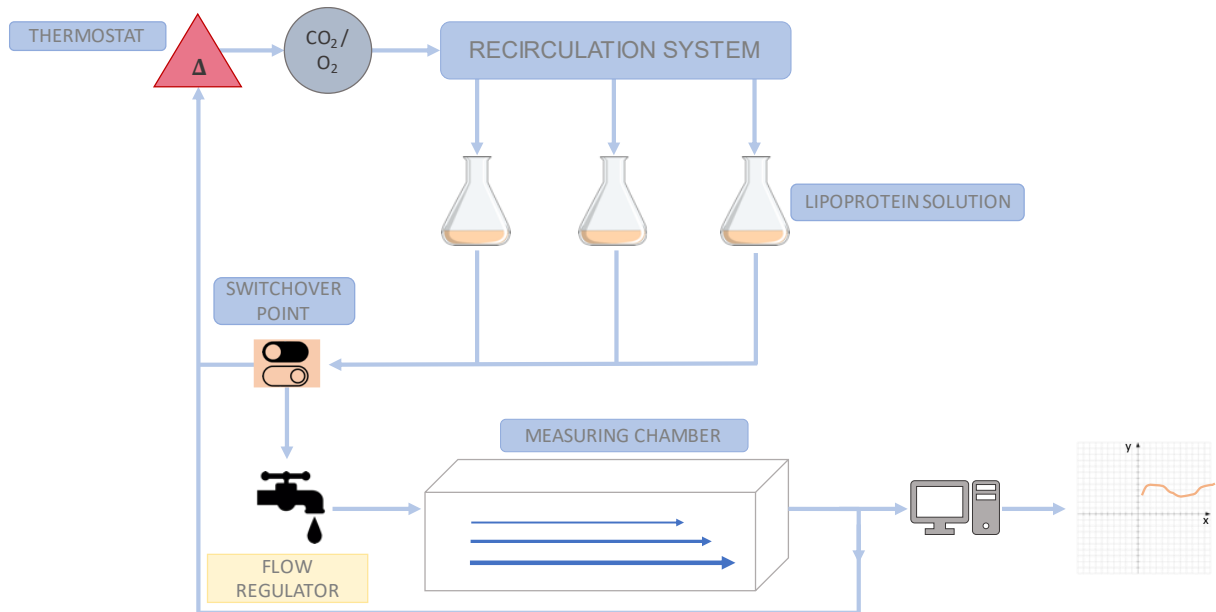 THERMOSTAT
Δ
CO₂ /
O₂
RECIRCULATION SYSTEM
LIPOPROTEIN SOLUTION
SWITCHOVER
POINT
MEASURING CHAMBER
FLOW
REGULATOR
y
x